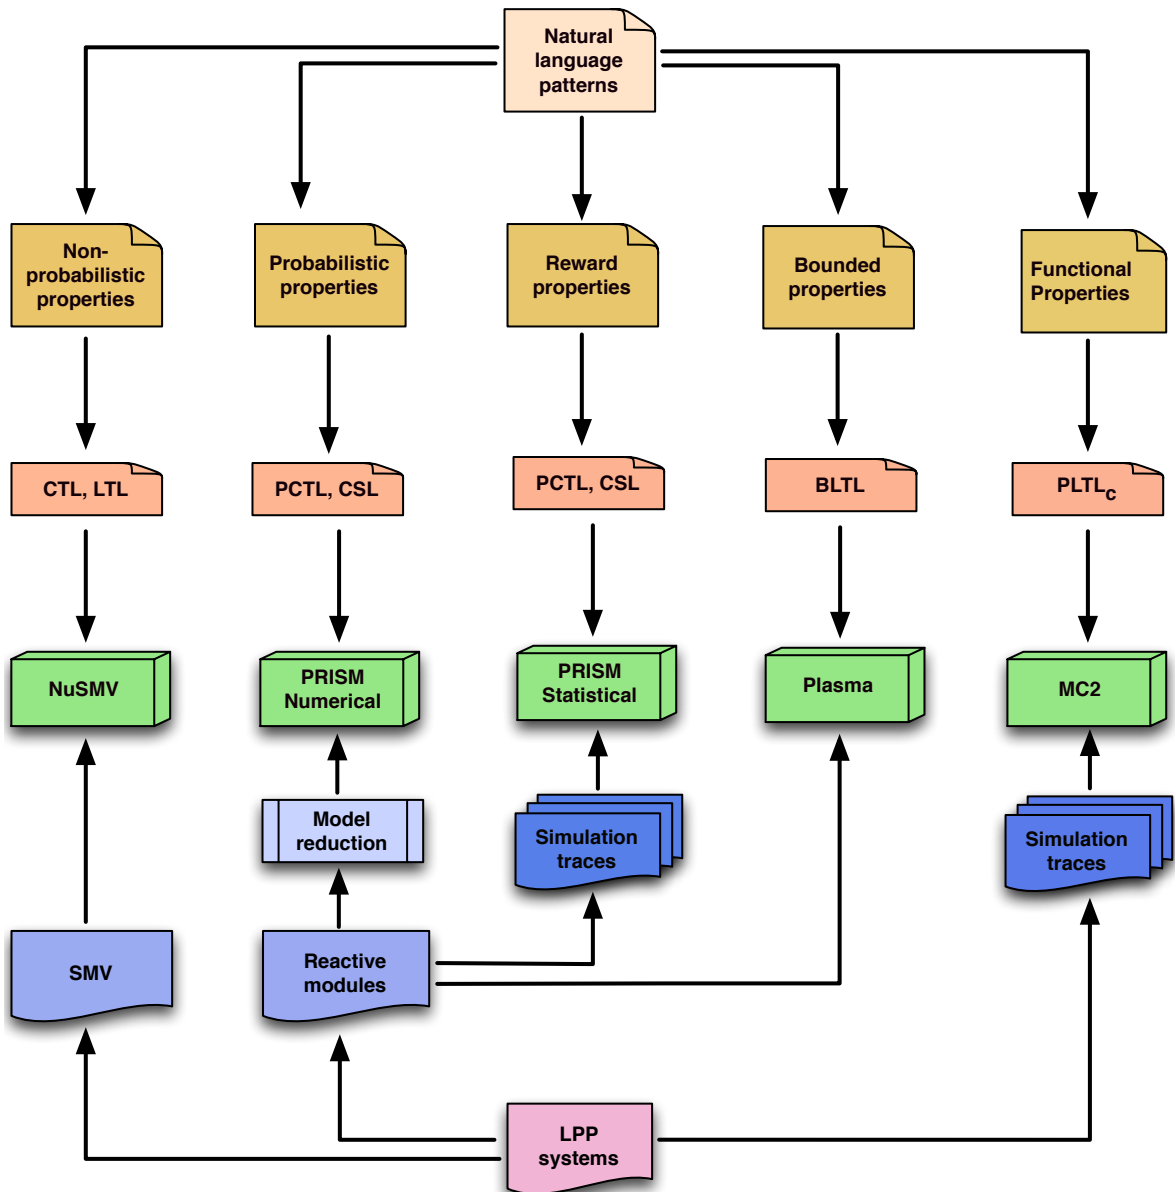 Natural
language
patterns
Non-
probabilistic
properties
Probabilistic
properties
Reward
properties
Bounded
properties
Functional
Properties
CTL, LTL
PCTL, CSL
PCTL, CSL
BLTL
PLTLc
NuSMV
PRISM
Numerical
PRISM
Statistical
Plasma
MC2
Model
reduction
Simulation
traces
Simulation
traces
SMV
Reactive
modules
LPP
systems